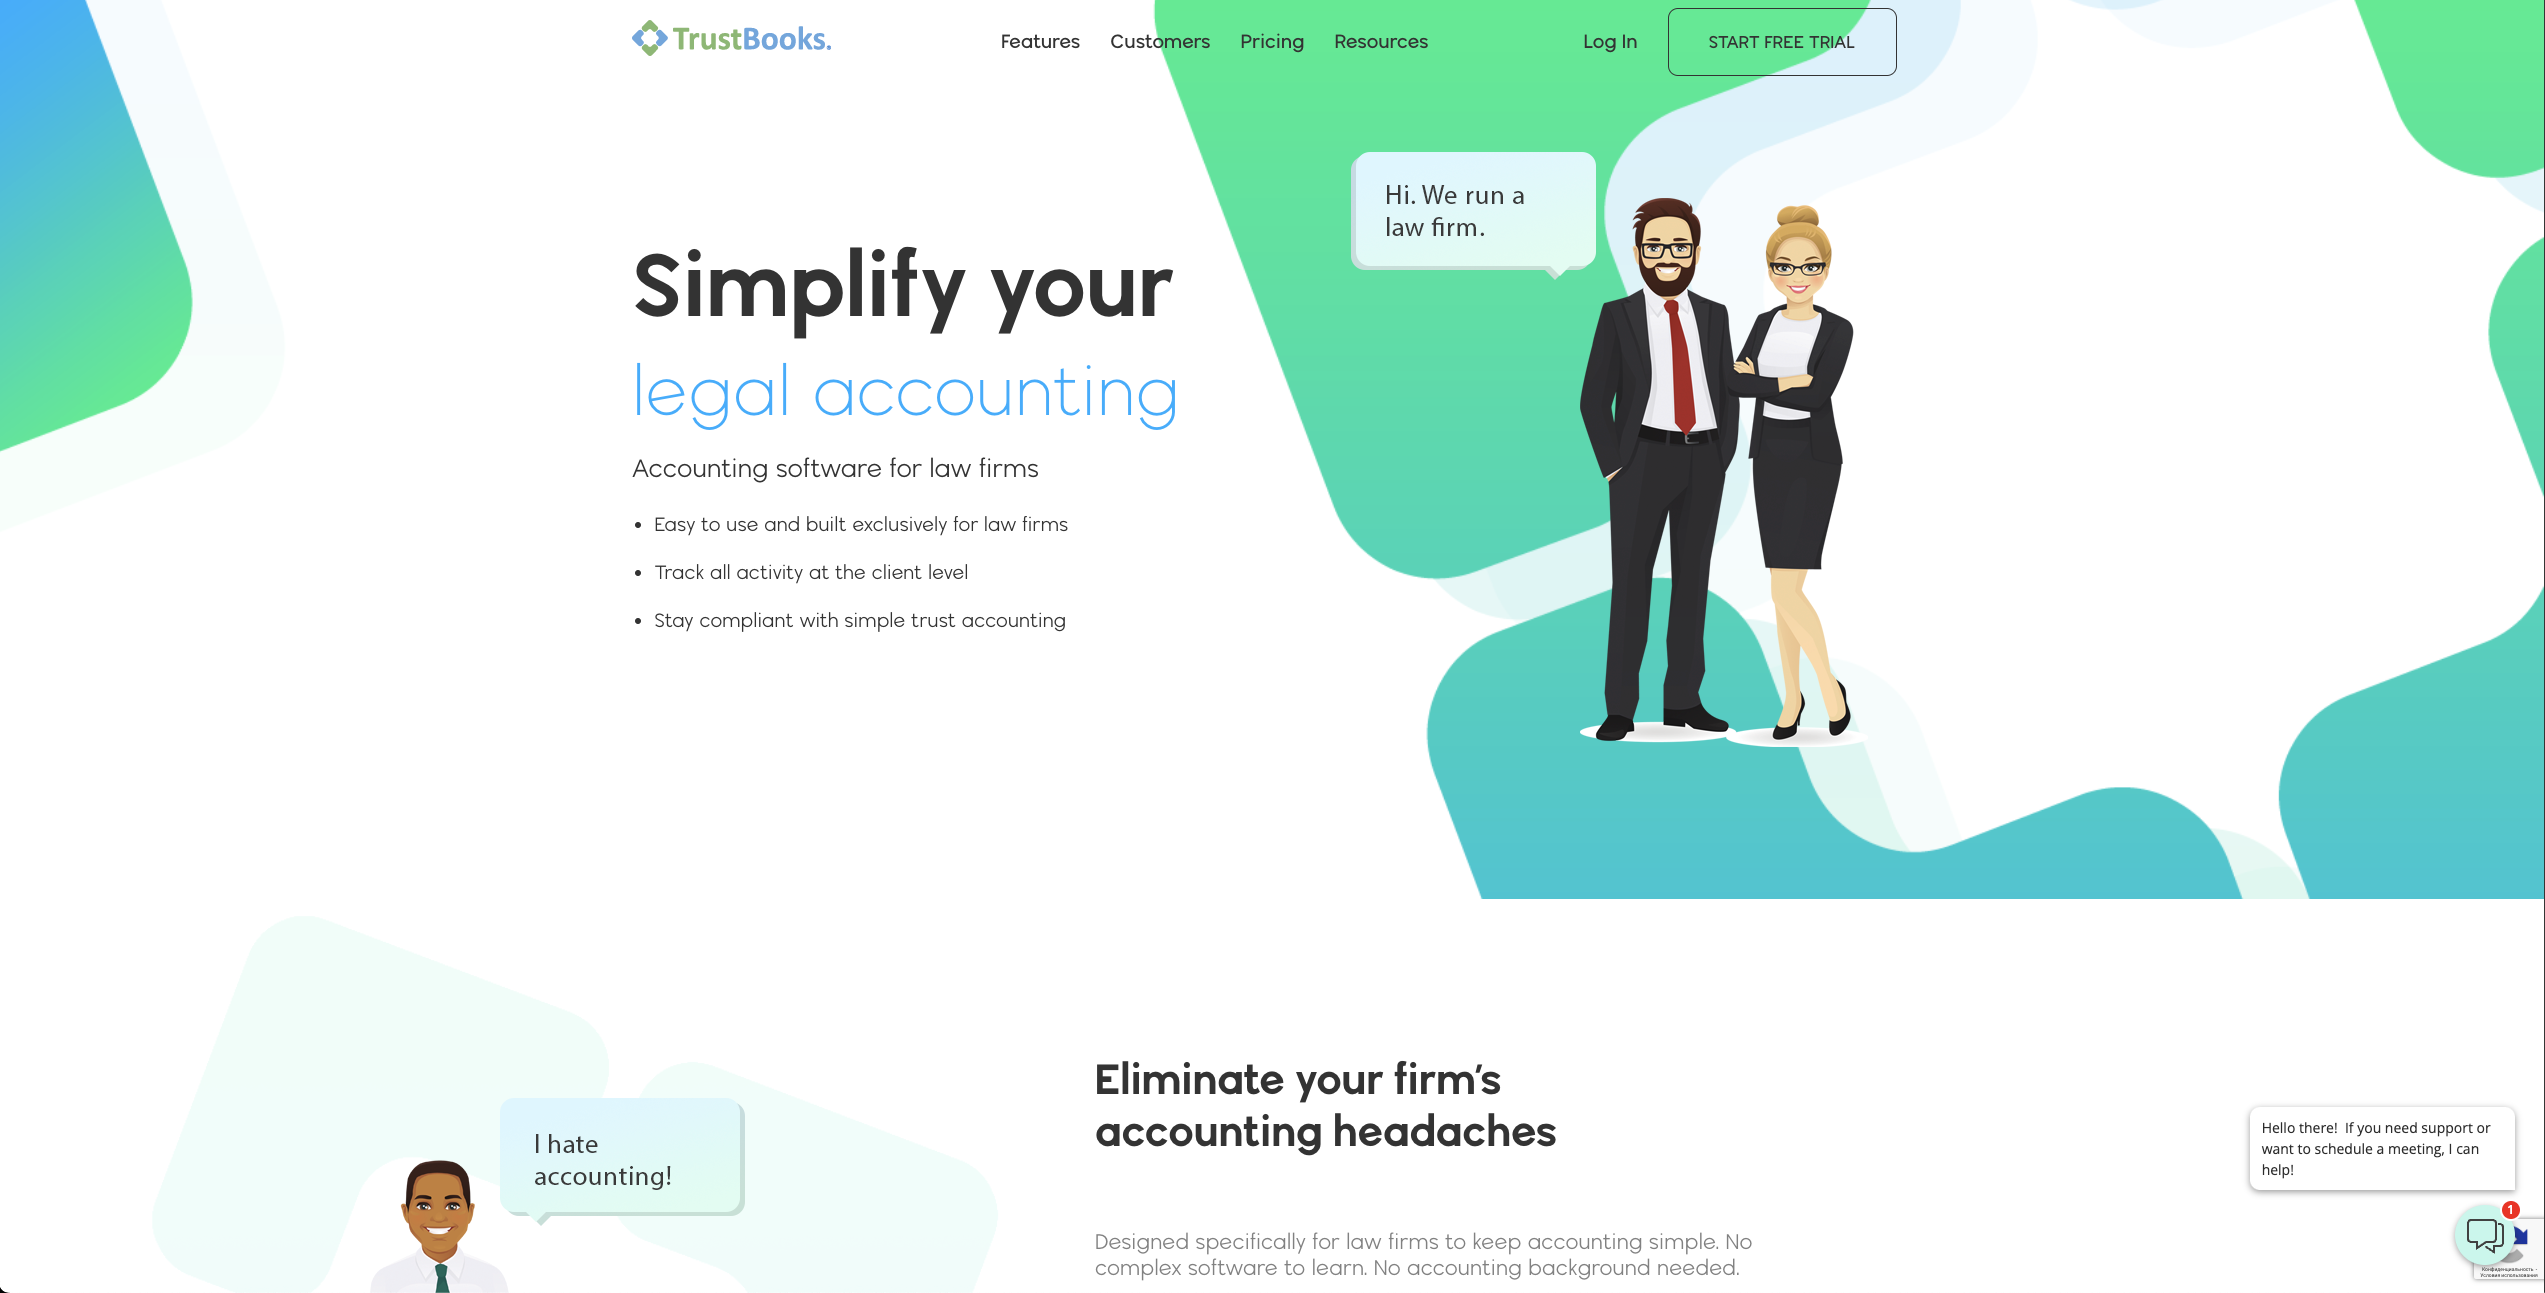 TrustBooks.
Features Customers Pricing Resources Log In START FREE TRIAL
Hi. We run a
law firm.
Simplify your
legal accounting
Accounting software for law firms
• Easy to use and built exclusively for law firms
• Track all activity at the client level
• Stay compliant with simple trust accounting
I hate
accounting!
Eliminate your firm's
accounting headaches
Designed specifically for law firms to keep accounting simple. No
complex software to learn. No accounting background needed.
Hello there! If you need support or
want to schedule a meeting, I can
help!
1
Конфиденциальность -
Условия использования